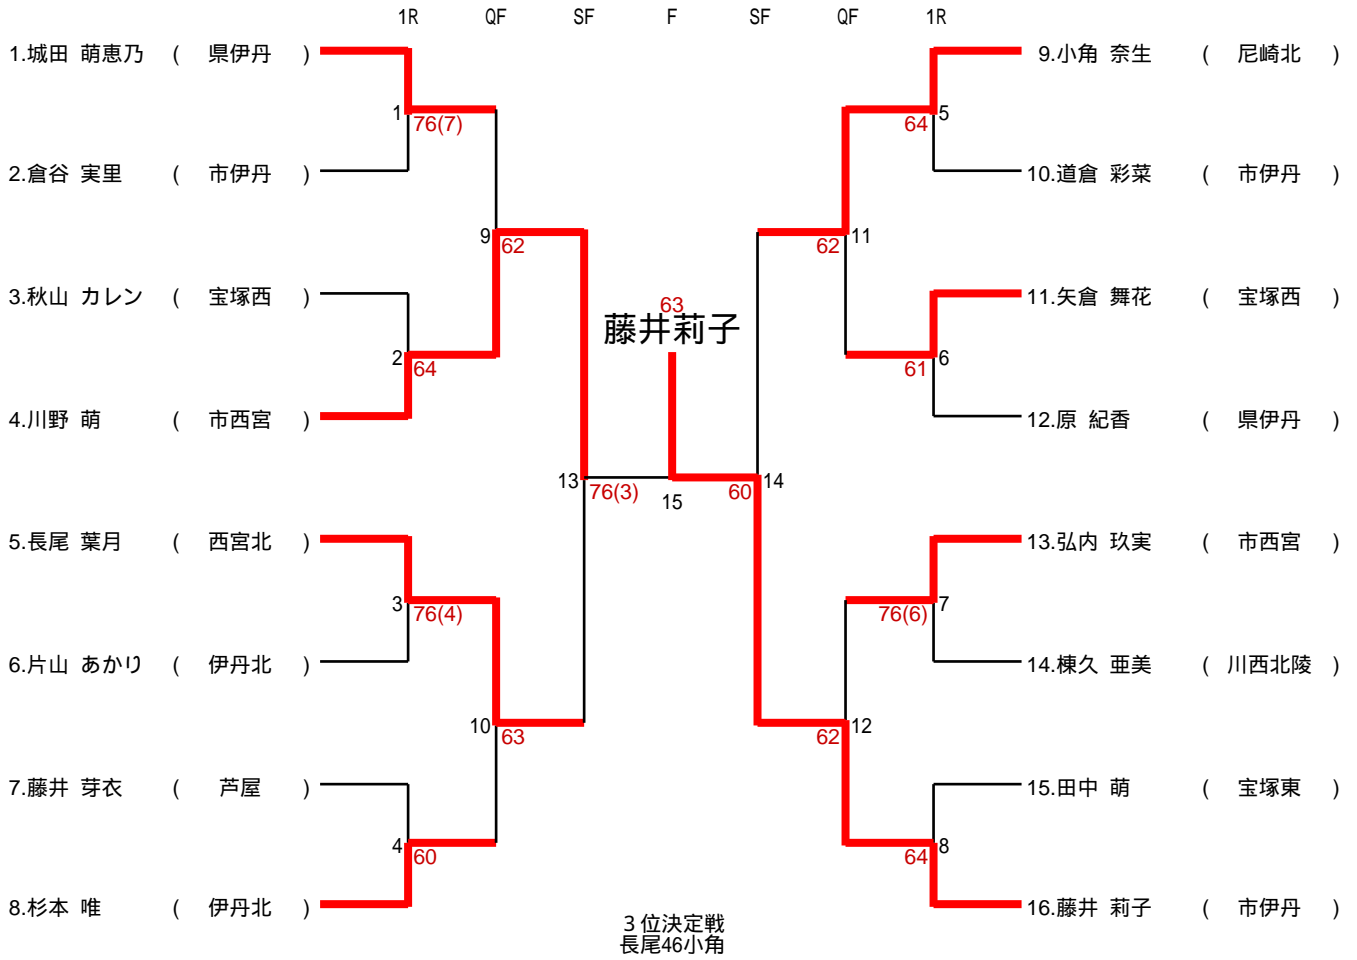 1R QF SF F SF QF 1R
1.城田 萌恵乃 ( 県伊丹 )
9.小角 奈生 ( 尼崎北 )
1 76(7)
64 5
2.倉谷 実里 ( 市伊丹 )
10.道倉 彩菜 ( 市伊丹 )
9 62
62 11
3.秋山 カレン ( 宝塚西 )
11.矢倉 舞花 ( 宝塚西 )
63
藤井莉子
2 64
61 6
4.川野 萌 ( 市西宮 )
12.原 紀香 ( 県伊丹 )
13 76(3)
15
60 14
5.長尾 葉月 ( 西宮北 )
13.弘内 玖実 ( 市西宮 )
3 76(4)
76(6) 7
6.片山 あかり ( 伊丹北 )
14.棟久 亜美 ( 川西北陵 )
10 63
62 12
7.藤井 芽衣 ( 芦屋 )
15.田中 萌 ( 宝塚東 )
4 60
64 8
8.杉本 唯 ( 伊丹北 )
16.藤井 莉子 ( 市伊丹 )
3位決定戦
長尾46小角